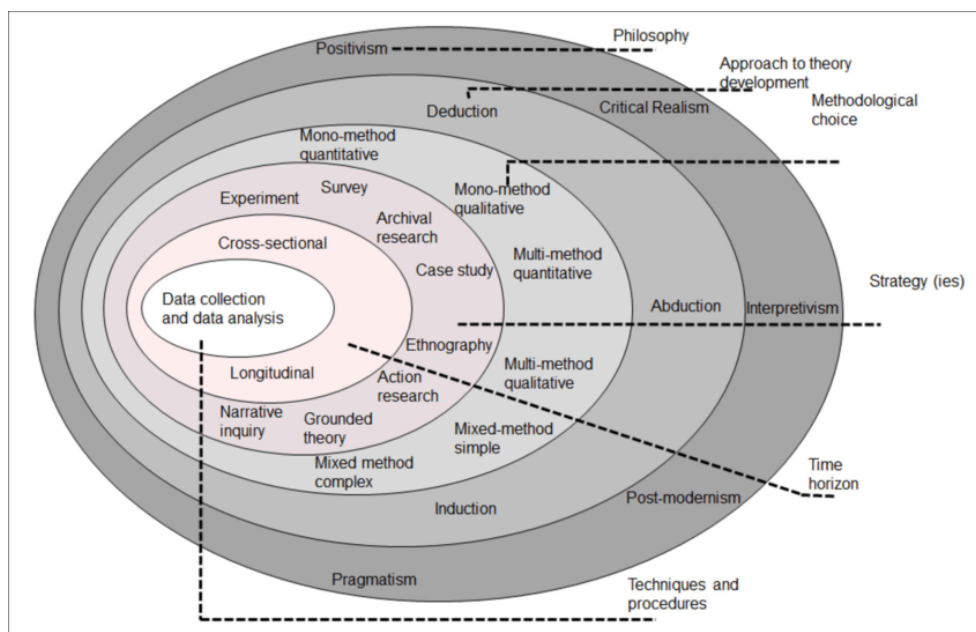 Positivism
Philosophy
Approach to theory
development
Deduction
Critical Realism
Methodological
choice
Mono-method
quantitative
Mono-method
qualitative
Survey
Experiment
Archival
research
Cross-sectional
Multi-method
quantitative
Case study
Strategy (ies)
Data collection
and data analysis
Abduction
Interpretivism
Ethnography
Multi-method
qualitative
Longitudinal
Action
research
Narrative
inquiry
Grounded
theory
Mixed-method
simple
Mixed method
complex
Time
horizon
Post-modernism
Induction
Pragmatism
Techniques and
procedures